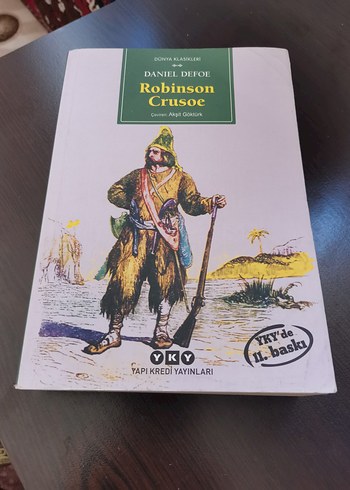 DÜNYA KLASİKLERİ
DANIEL DEFOE
Robinson
Crusoe
Çeviren: Akşit Göktürk
YKY'de
11. baskı
YKY
YAPI KREDİ YAYINLARI